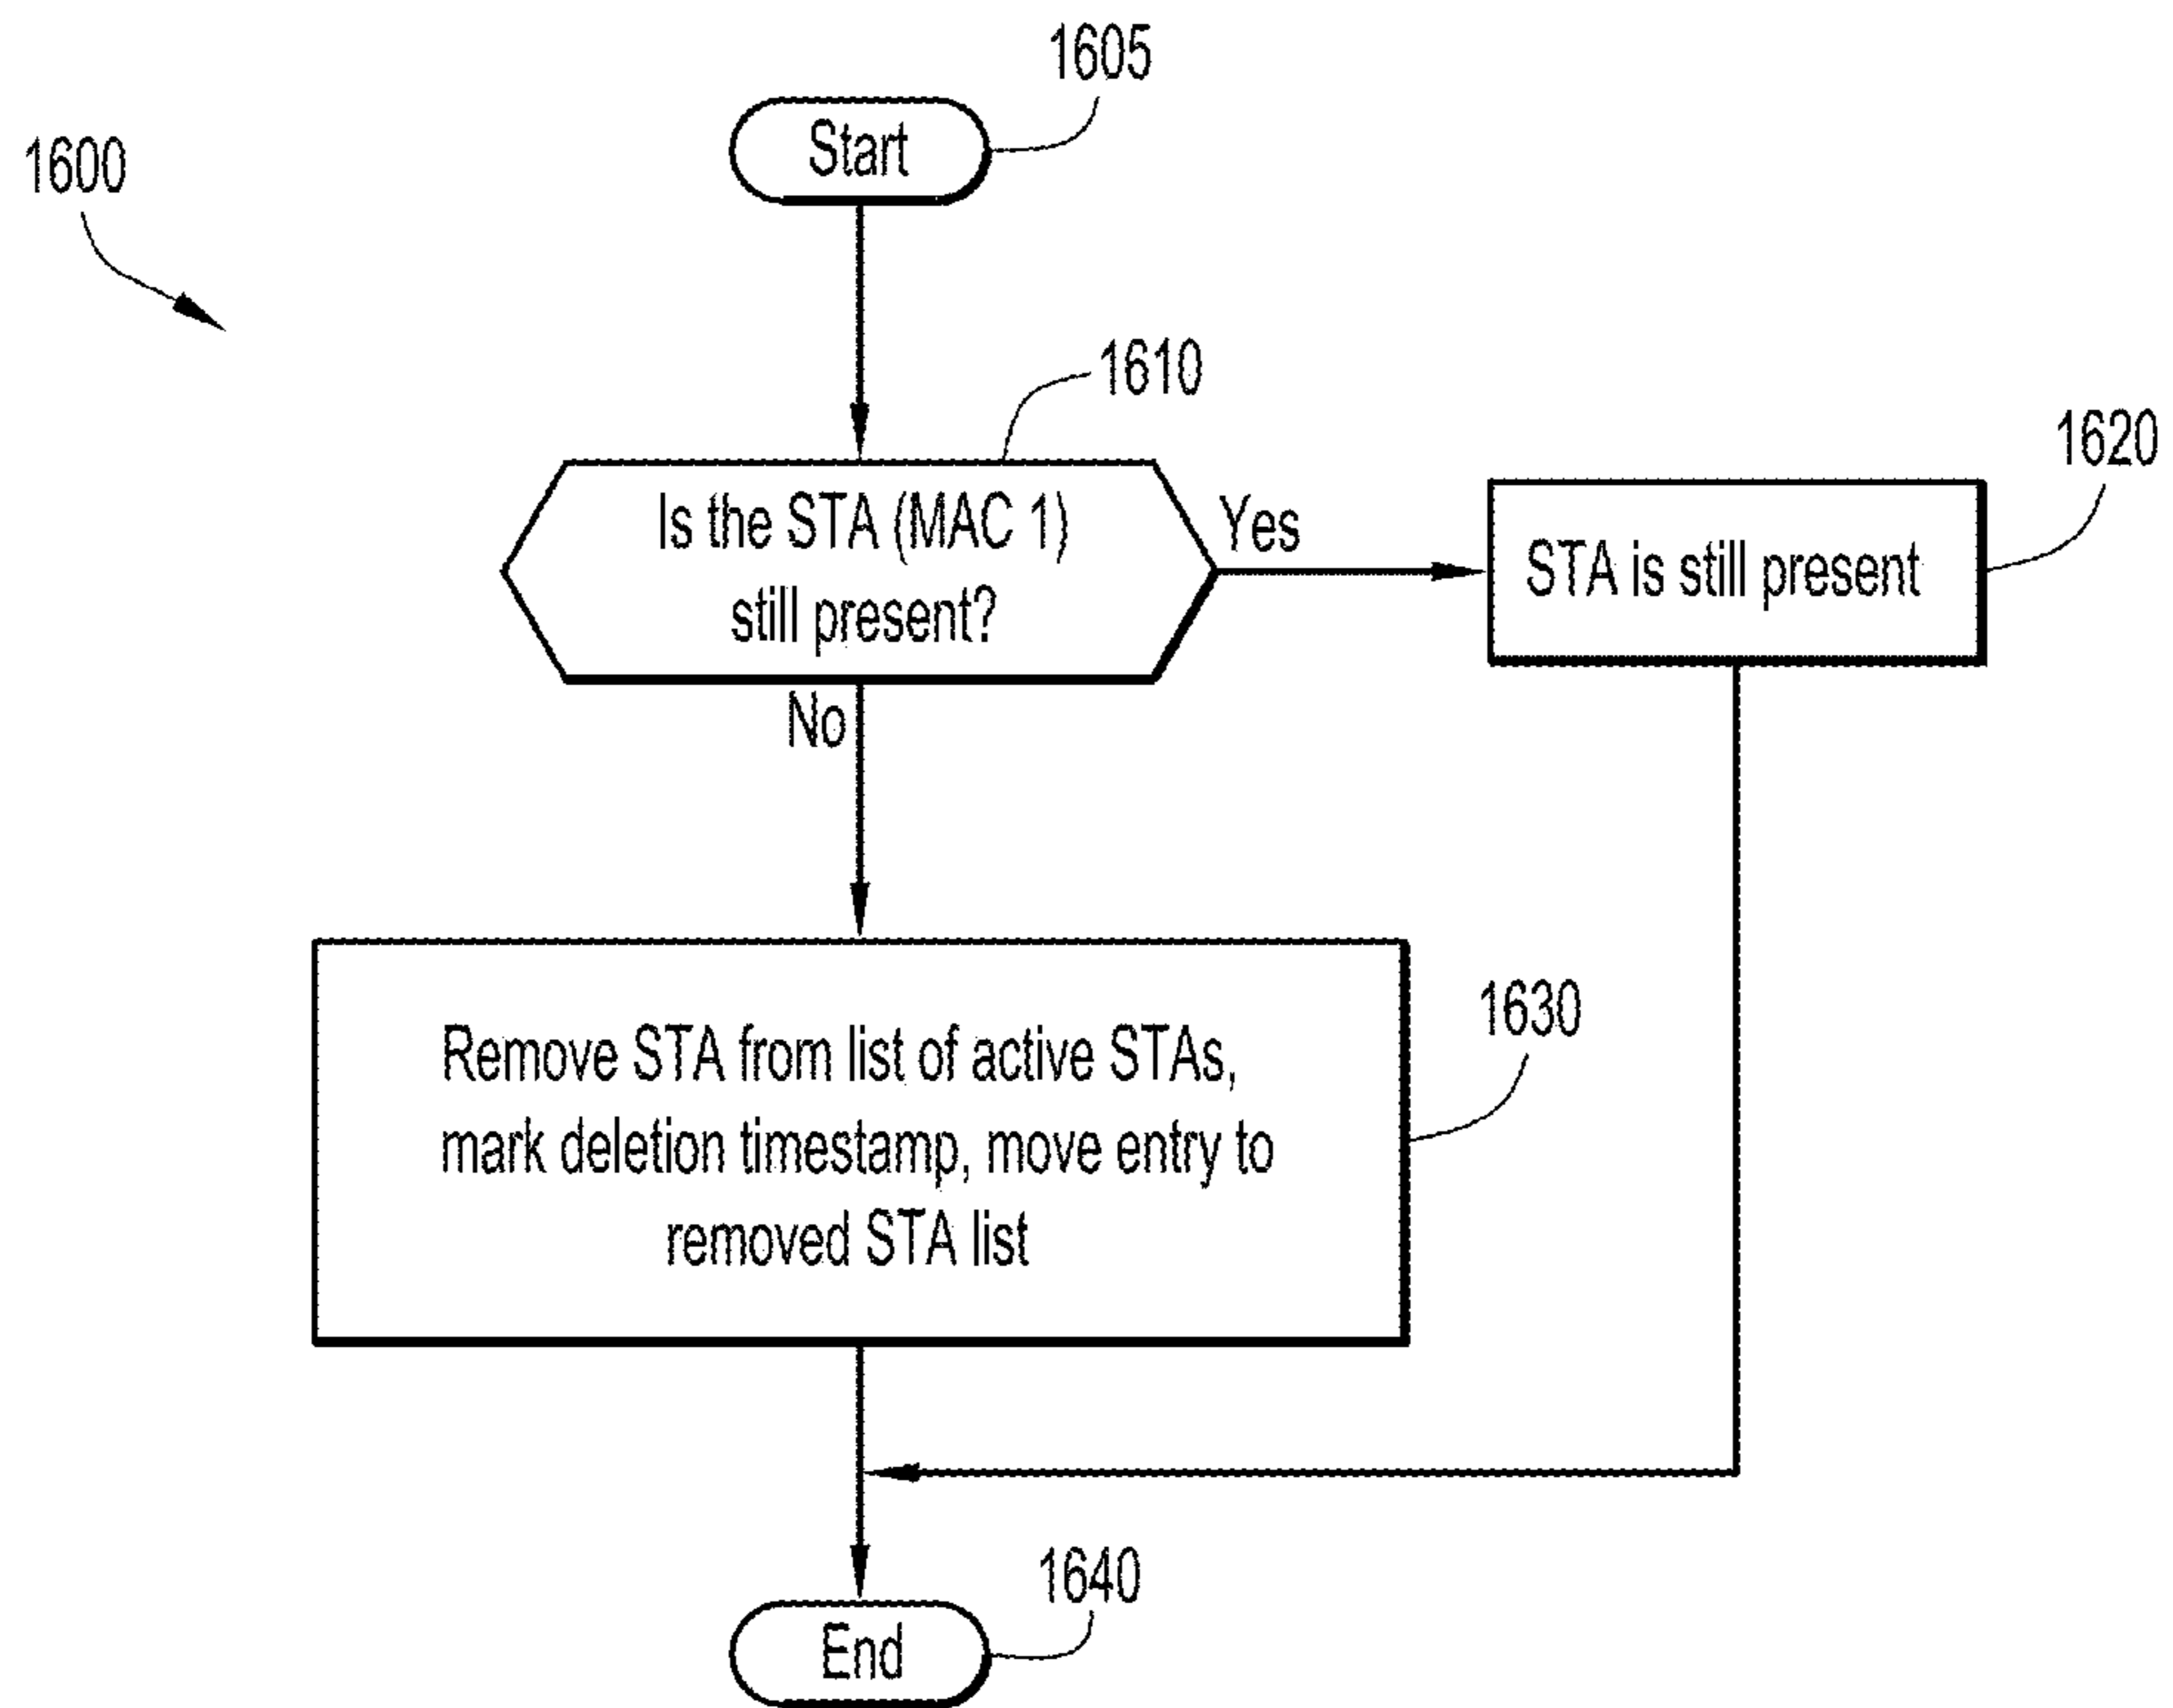 1605
Start
1600
1610
Is the STA (MAC 1)
still present?
Yes
1620
STA is still present
No
1630
Remove STA from list of active STAs,
mark deletion timestamp, move entry to
removed STA list
1640
End